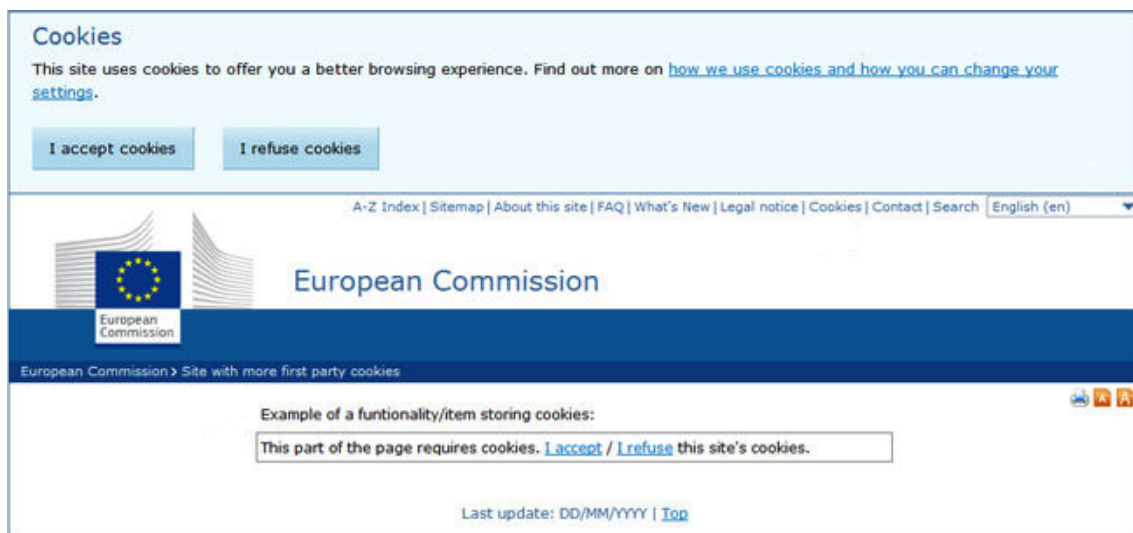 Cookies
This site uses cookies to offer you a better browsing experience. Find out more on how we use cookies and how you can change your
settings.
I accept cookies I refuse cookies
A-Z Index | Sitemap | About this site | FAQ | What's New | Legal notice | Cookies | Contact | Search English (en)
European Commission
European
Commission
European Commission > Site with more first party cookies
A A
Example of a funtionality/item storing cookies:
This part of the page requires cookies. I accept / I refuse this site's cookies.
Last update: DD/MM/YYYY | Top